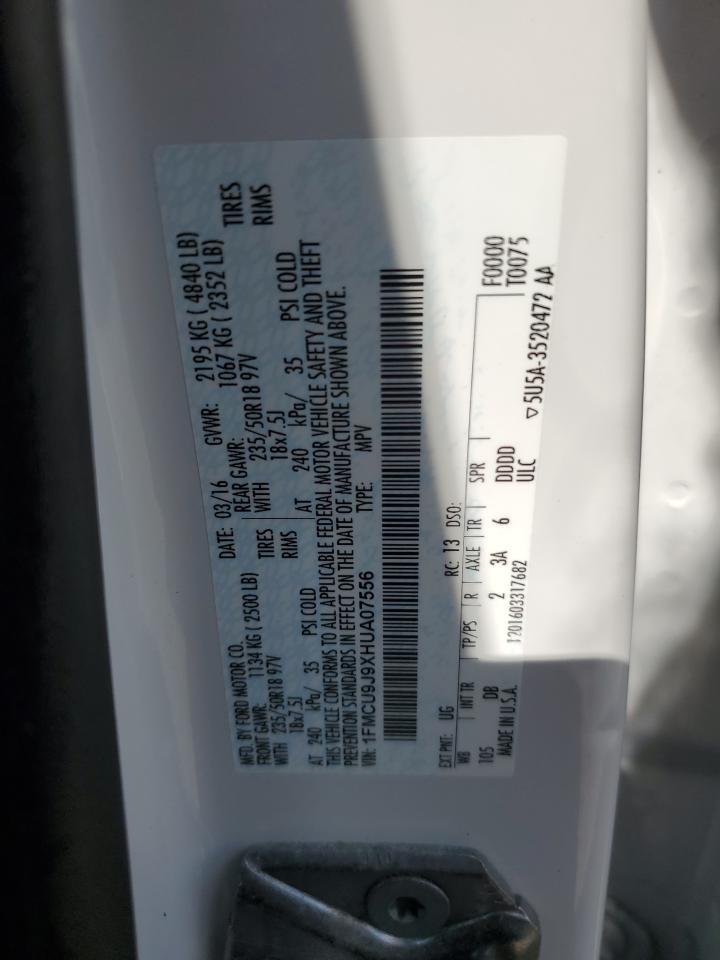 MFD. BY FORD MOTOR CO.
DATE: 03/16 GVWR: 2195 KG ( 4840 LB)
FRONT GAWR: 1134 KG ( 2500 LB) REAR GAWR: 1067 KG ( 2352 LB)
WITH 235/50R18 97V TIRES WITH 235/50R18 97V TIRES
18x7.5J RIMS 18x7.5J RIMS
AT 240 kPa/ 35 PSI COLD AT 240 kPa/ 35 PSI COLD
THIS VEHICLE CONFORMS TO ALL APPLICABLE FEDERAL MOTOR VEHICLE SAFETY AND THEFT
PREVENTION STANDARDS IN EFFECT ON THE DATE OF MANUFACTURE SHOWN ABOVE.
VIN: 1FMCU9J9XHUA07556 TYPE: MPV
EXT PNT: UG RC: 13 DSO:
WB INT TR TP/PS R AXLE TR SPR F0000
105 DB 2 3A 6 DDDD T0075
MADE IN U.S.A. 1201603317682 ULC
▽5U5A-3520472 AA